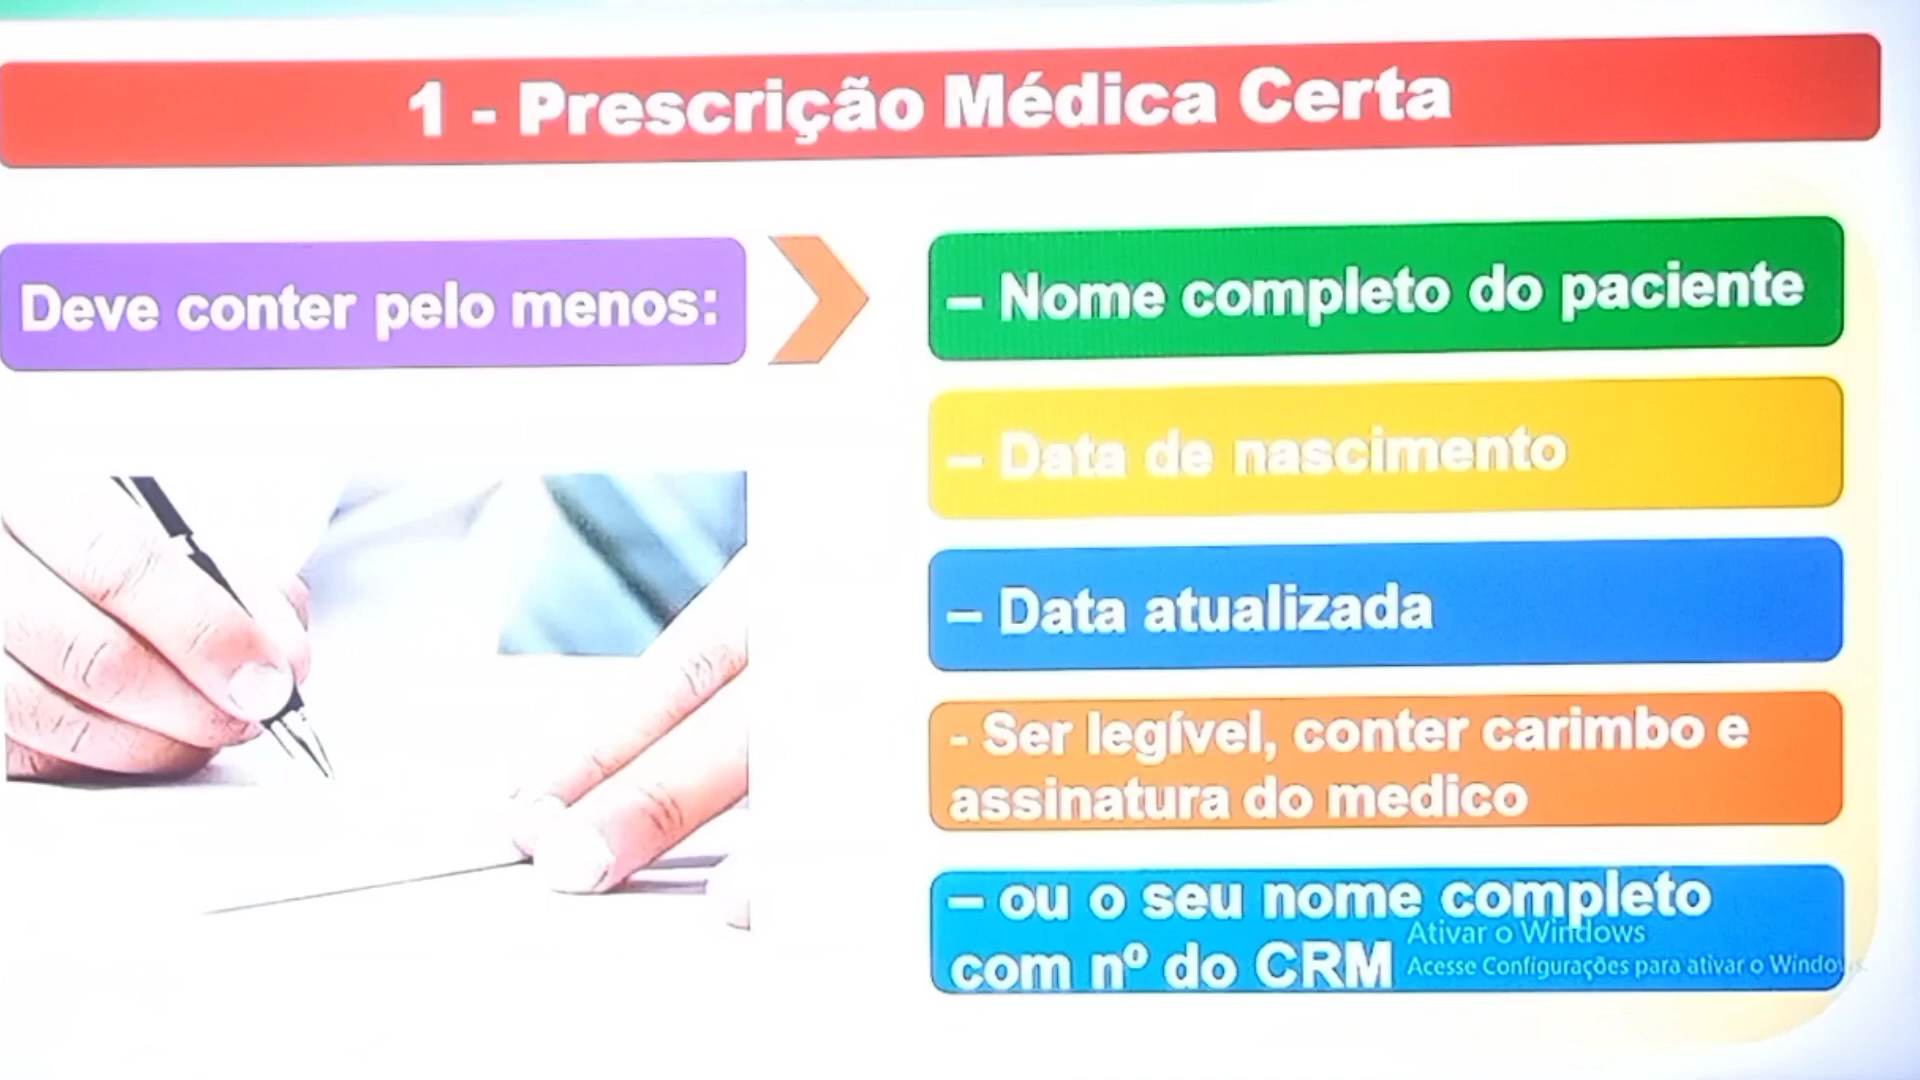 1 - Prescrição Médica Certa
Deve conter pelo menos:
– Nome completo do paciente
– Data de nascimento
– Data atualizada
- Ser legível, conter carimbo e
assinatura do medico
– ou o seu nome completo
com nº do CRM
Ativar o Windows
Acesse Configurações para ativar o Windows.